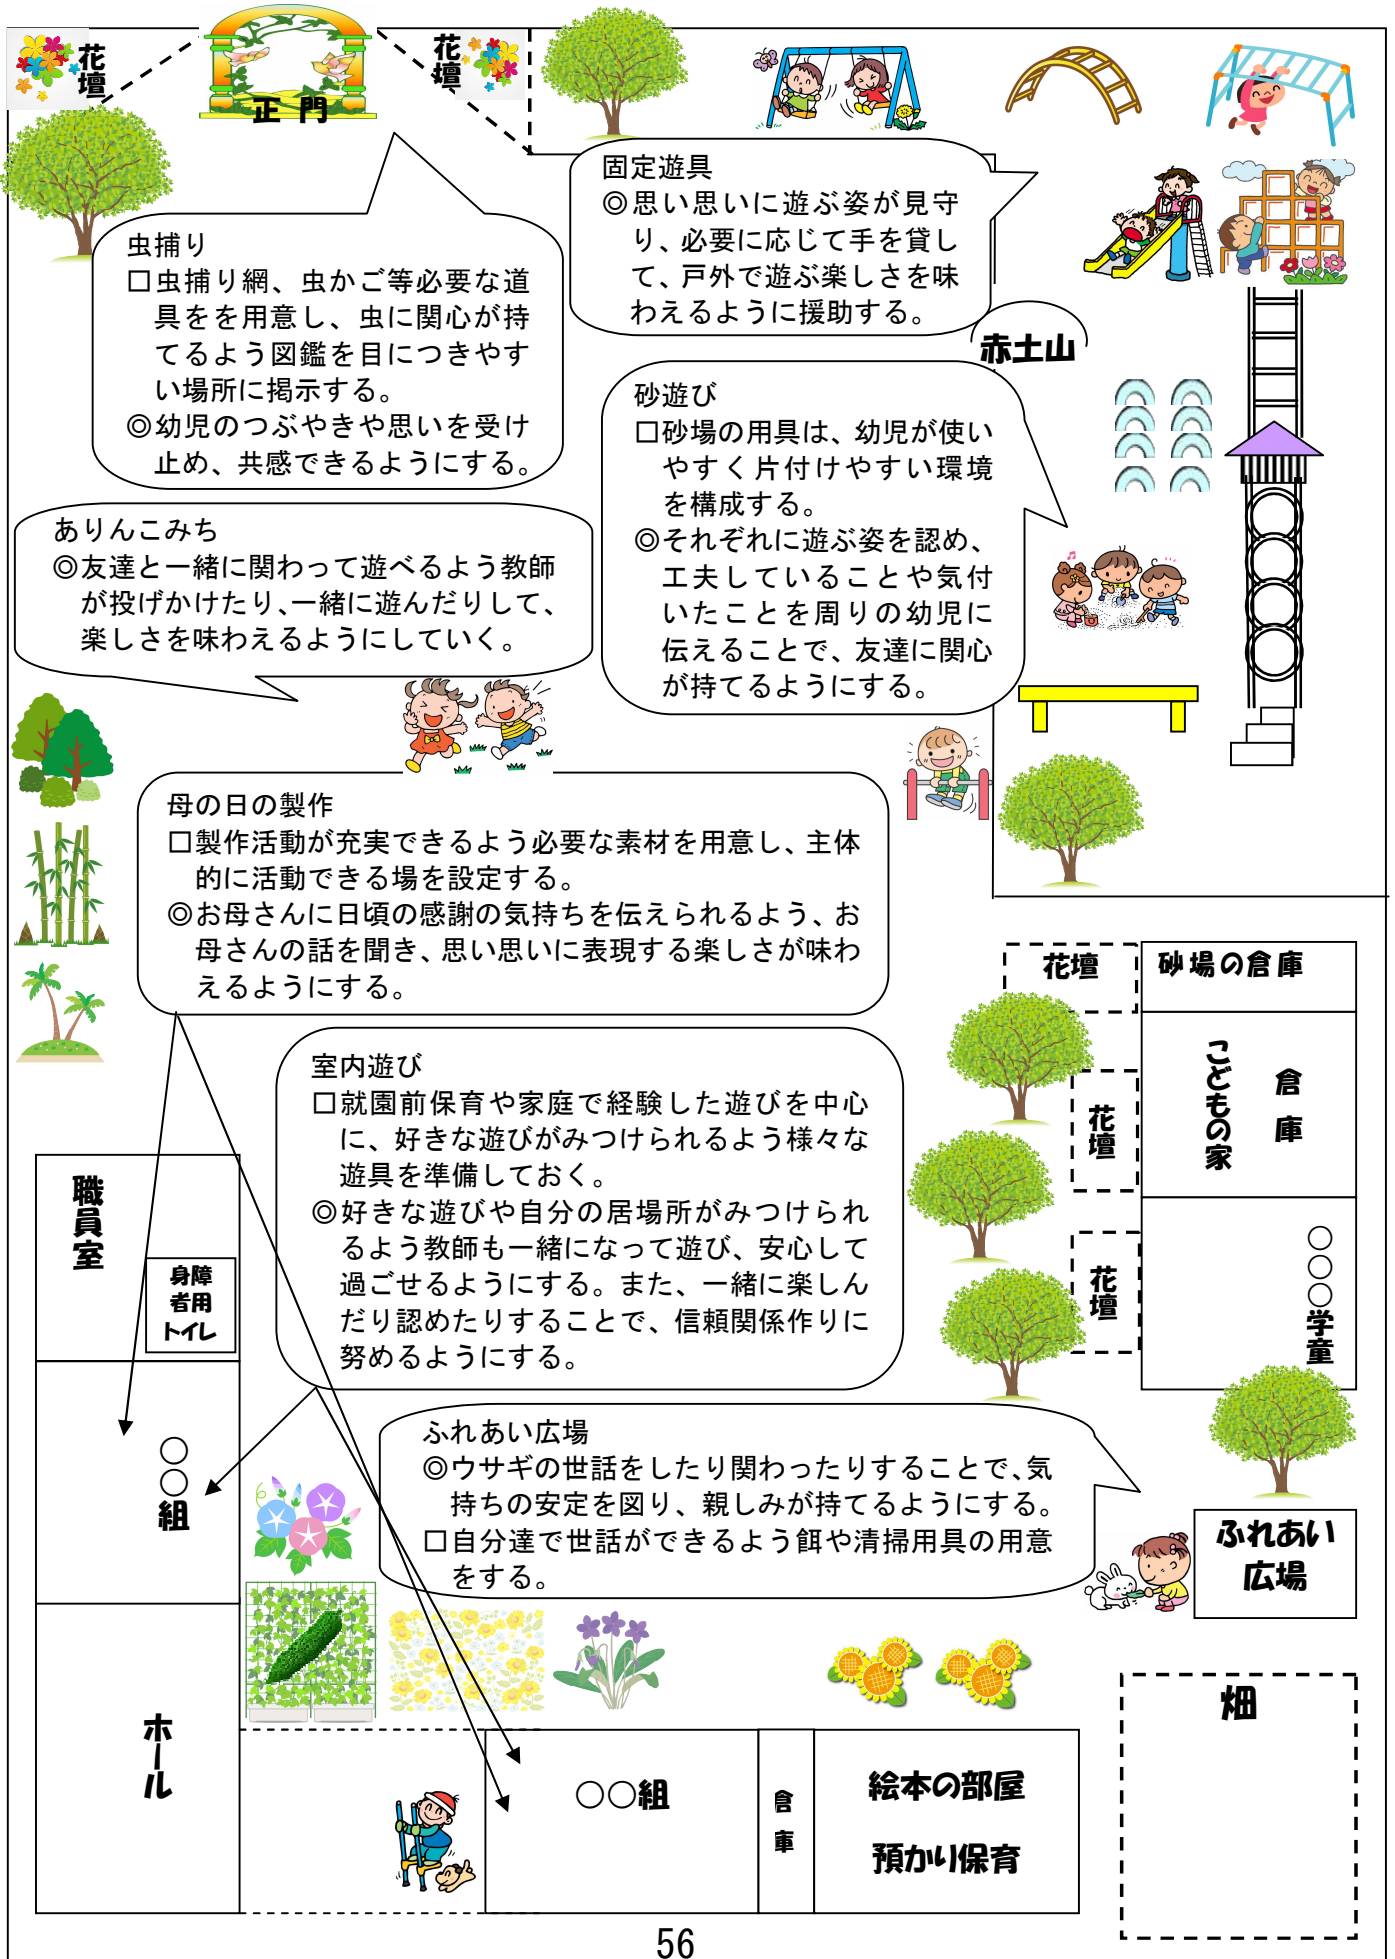 花壇
正門
花壇
固定遊具
◎思い思いに遊ぶ姿が見守
り、必要に応じて手を貸し
て、戸外で遊ぶ楽しさを味
わえるように援助する。
虫捕り
□虫捕り網、虫かご等必要な道
具をを用意し、虫に関心が持
てるよう図鑑を目につきやす
い場所に掲示する。
◎幼児のつぶやきや思いを受け
止め、共感できるようにする。
赤土山
砂遊び
□砂場の用具は、幼児が使い
やすく片付けやすい環境
を構成する。
◎それぞれに遊ぶ姿を認め、
工夫していることや気付
いたことを周りの幼児に
伝えることで、友達に関心
が持てるようにする。
ありんこみち
◎友達と一緒に関わって遊べるよう教師
が投げかけたり、一緒に遊んだりして、
楽しさを味わえるようにしていく。
母の日の製作
□製作活動が充実できるよう必要な素材を用意し、主体
的に活動できる場を設定する。
◎お母さんに日頃の感謝の気持ちを伝えられるよう、お
母さんの話を聞き、思い思いに表現する楽しさが味わ
えるようにする。
花壇
砂場の倉庫
こどもの家
倉庫
花壇
花壇
○○○学童
室内遊び
□就園前保育や家庭で経験した遊びを中心
に、好きな遊びがみつけられるよう様々な
遊具を準備しておく。
◎好きな遊びや自分の居場所がみつけられ
るよう教師も一緒になって遊び、安心して
過ごせるようにする。また、一緒に楽しん
だり認めたりすることで、信頼関係作りに
努めるようにする。
職員室
身障
者用
トイレ
○○組
ふれあい広場
◎ウサギの世話をしたり関わったりすることで、気
持ちの安定を図り、親しみが持てるようにする。
□自分達で世話ができるよう餌や清掃用具の用意
をする。
ふれあい
広場
ホール
○○組
倉庫
絵本の部屋
預かり保育
畑
56